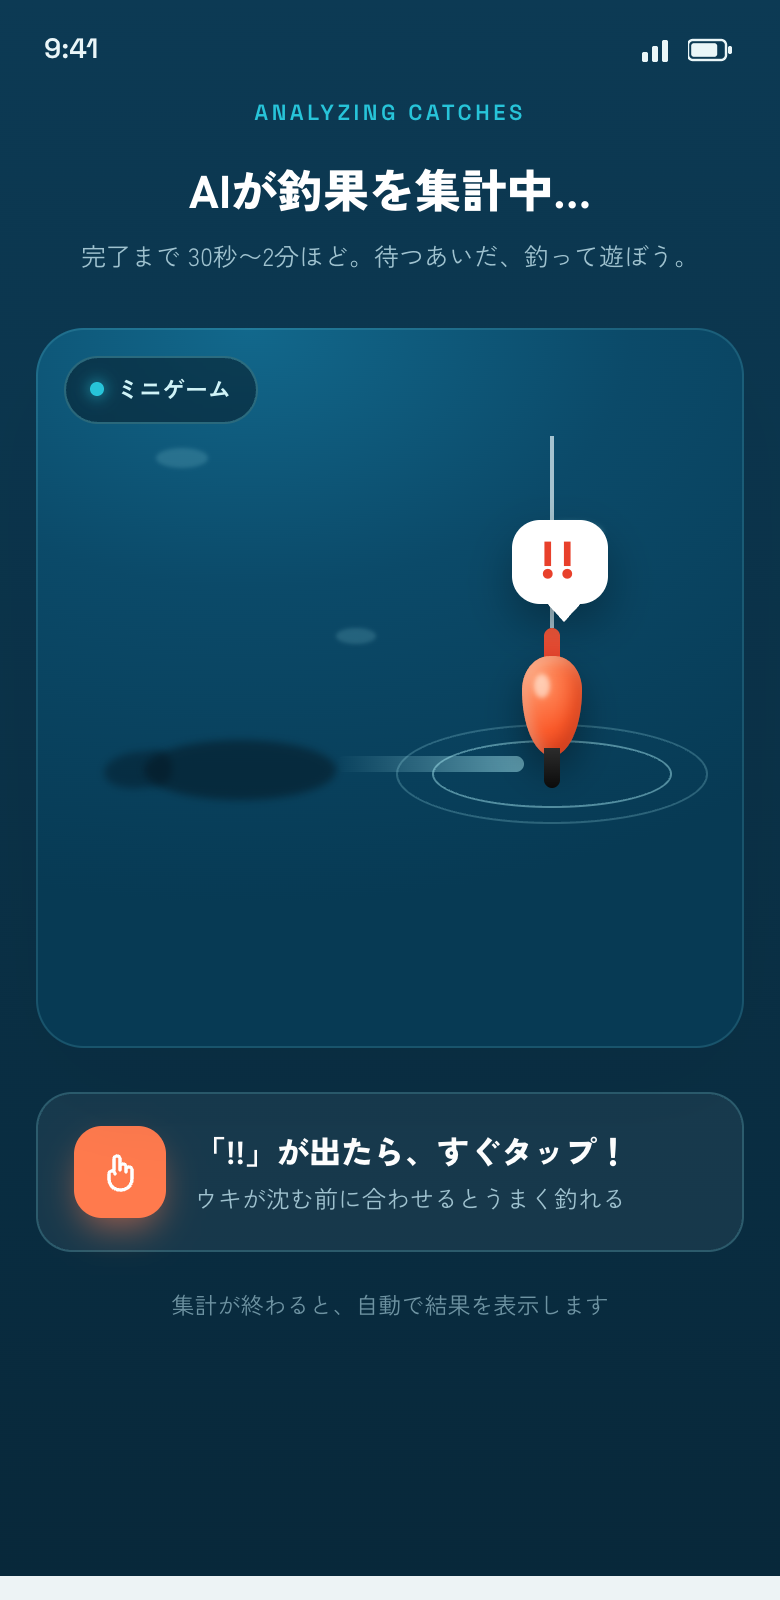 9:41
ANALYZING CATCHES
AIが釣果を集計中...
完了まで 30秒〜2分ほど。待つあいだ、釣って遊ぼう。
ミニゲーム
!!
「!!」が出たら、すぐタップ！
ウキが沈む前に合わせるとうまく釣れる
集計が終わると、自動で結果を表示します